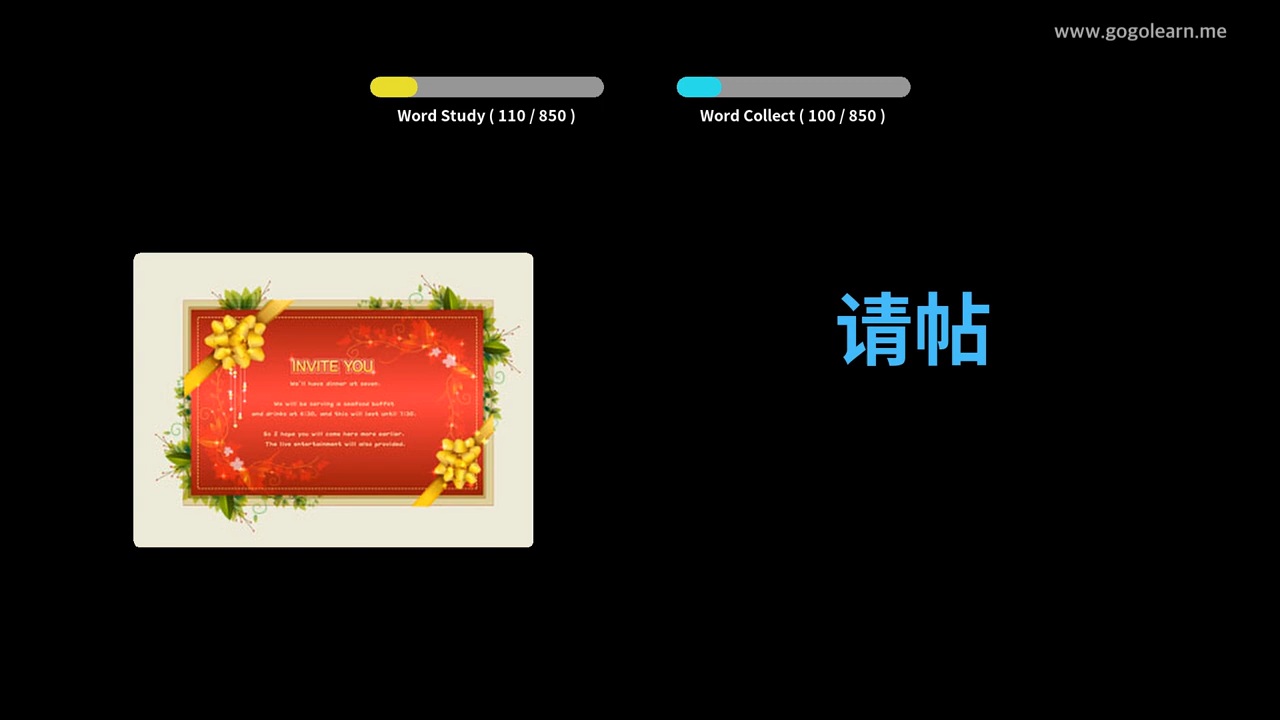 www.gogolearn.me
Word Study ( 110 / 850 )
Word Collect ( 100 / 850 )
请帖
INVITE YOU
We'll have dinner at seven.
We will be serving a seafood buffet
and drinks at 6:30, and this will last until 7:30.
So I hope you will come here more earlier.
The live entertainment will also provided.